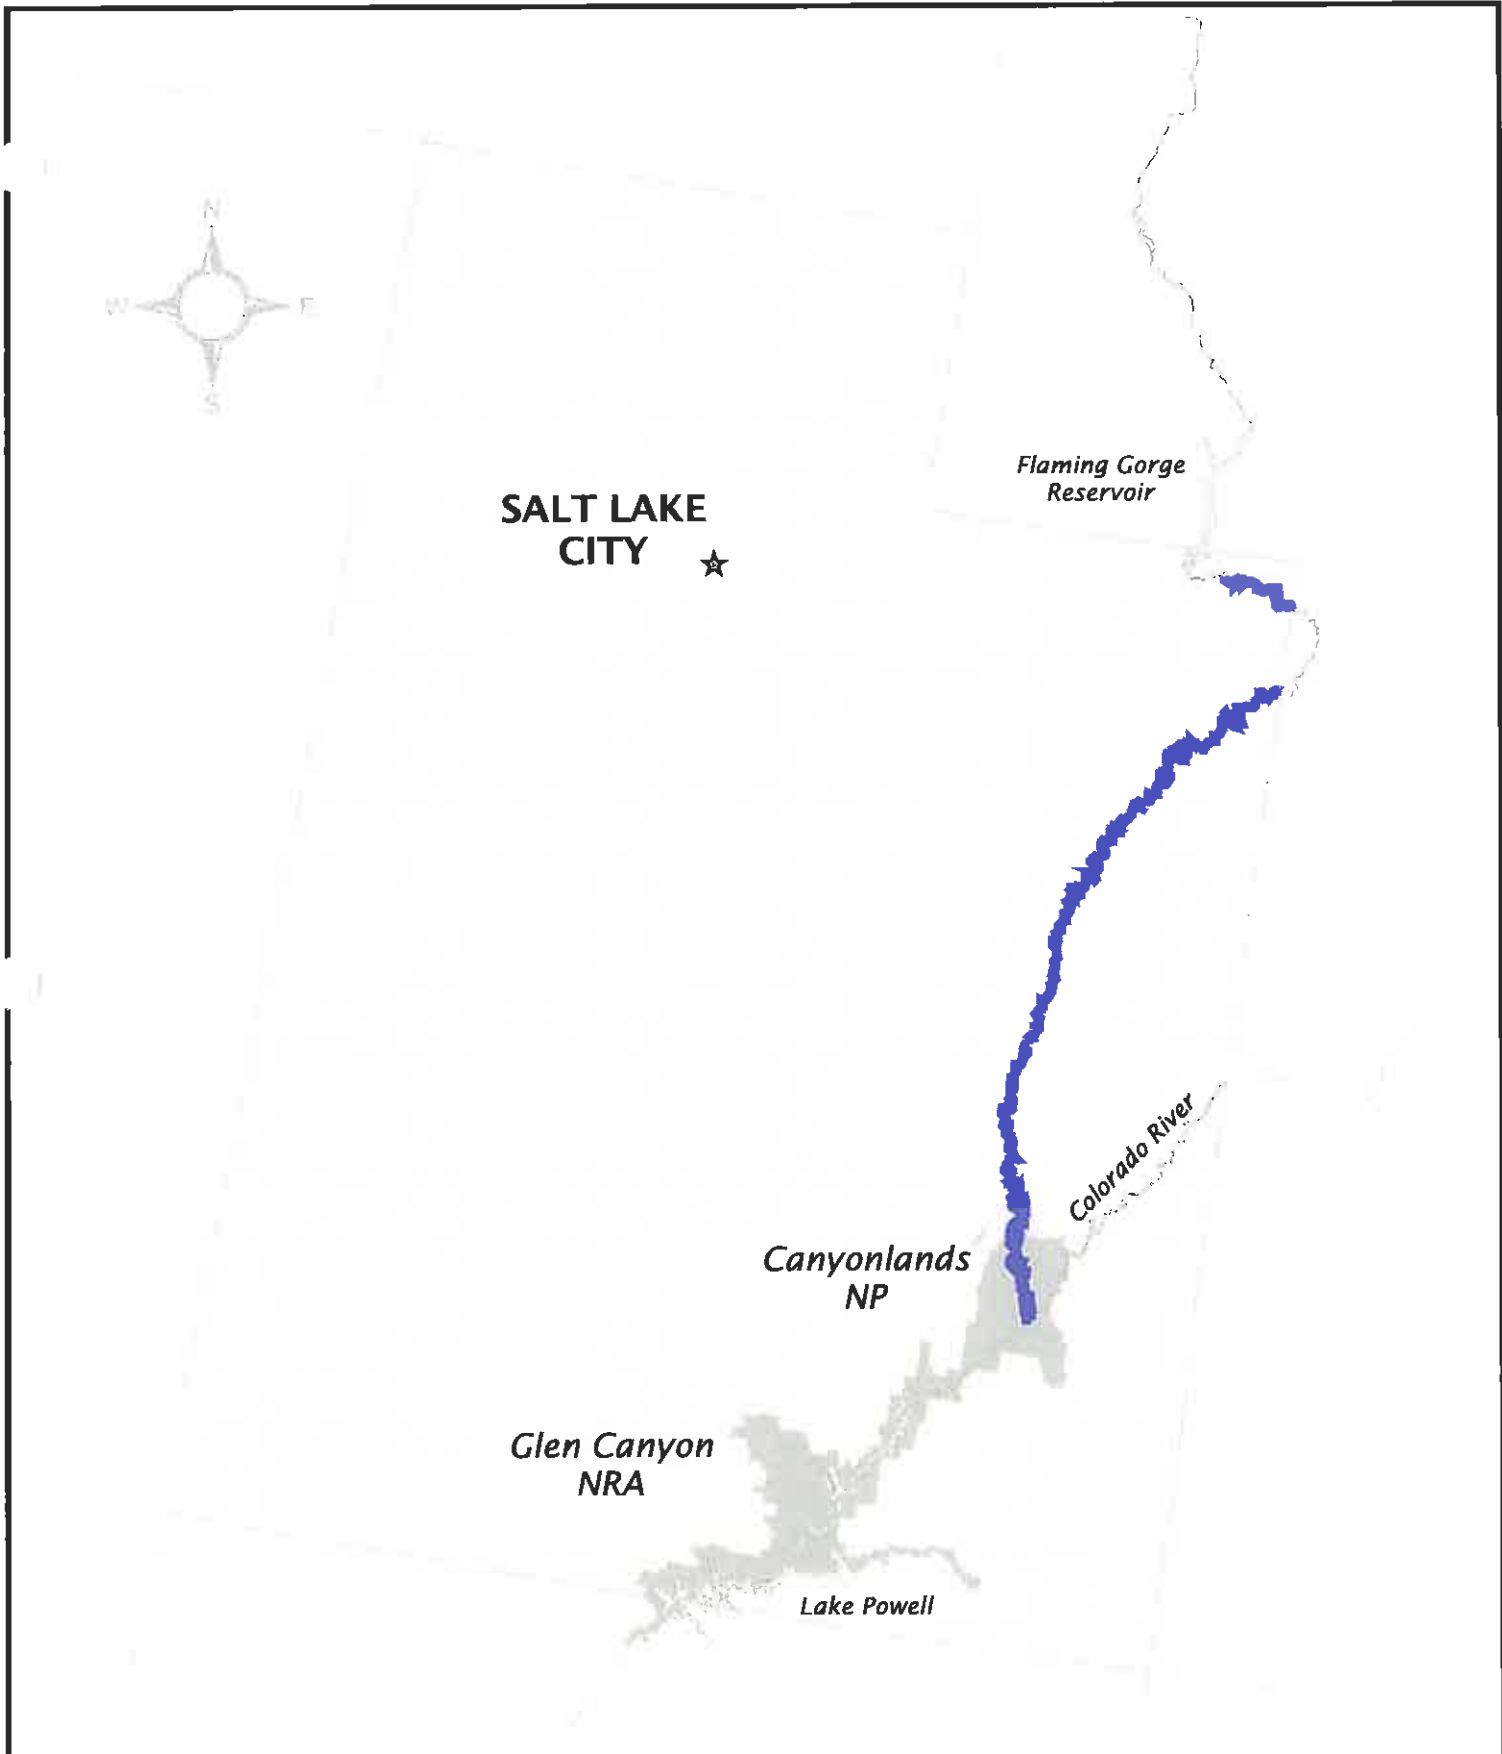 N
W E
S
Flaming Gorge
Reservoir
SALT LAKE
CITY
Colorado River
Canyonlands
NP
Glen Canyon
NRA
Lake Powell